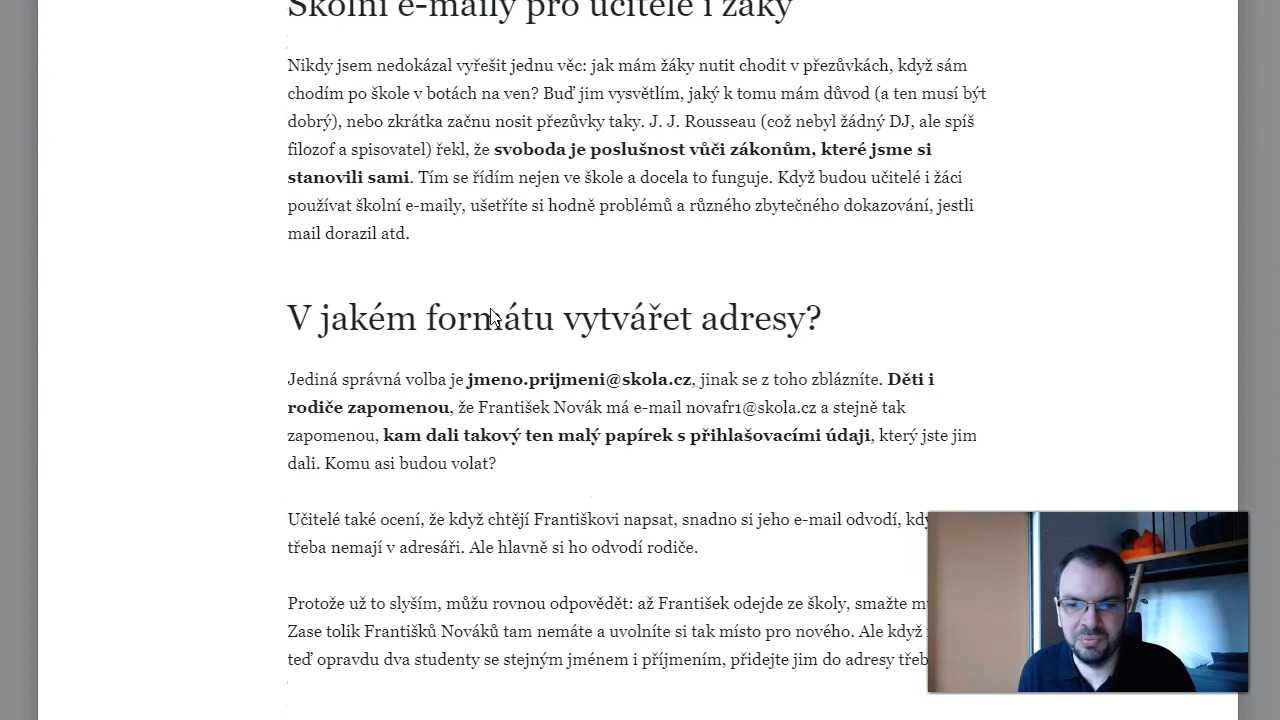 Školní e-maily pro učitele i žáky
Nikdy jsem nedokázal vyřešit jednu věc: jak mám žáky nutit chodit v přezůvkách, když sám
chodím po škole v botách na ven? Buď jim vysvětlím, jaký k tomu mám důvod (a ten musí být
dobrý), nebo zkrátka začnu nosit přezůvky taky. J. J. Rousseau (což nebyl žádný DJ, ale spíš
filozof a spisovatel) řekl, že svoboda je poslušnost vůči zákonům, které jsme si
stanovili sami. Tím se řídím nejen ve škole a docela to funguje. Když budou učitelé i žáci
používat školní e-maily, ušetříte si hodně problémů a různého zbytečného dokazování, jestli
mail dorazil atd.
V jakém formátu vytvářet adresy?
Jediná správná volba je jmeno.prijmeni@skola.cz, jinak se z toho zblázníte. Děti i
rodiče zapomenou, že František Novák má e-mail novafr1@skola.cz a stejně tak
zapomenou, kam dali takový ten malý papírek s přihlašovacími údaji, který jste jim
dali. Komu asi budou volat?
Učitelé také ocení, že když chtějí Františkovi napsat, snadno si jeho e-mail odvodí,
třeba nemají v adresáři. Ale hlavně si ho odvodí rodiče.
Protože už to slyším, můžu rovnou odpovědět: až František odejde ze školy, smažte
Zase tolik Františků Nováků tam nemáte a uvolníte si tak místo pro nového. Ale když
teď opravdu dva studenty se stejným jménem i příjmením, přidejte jim do adresy